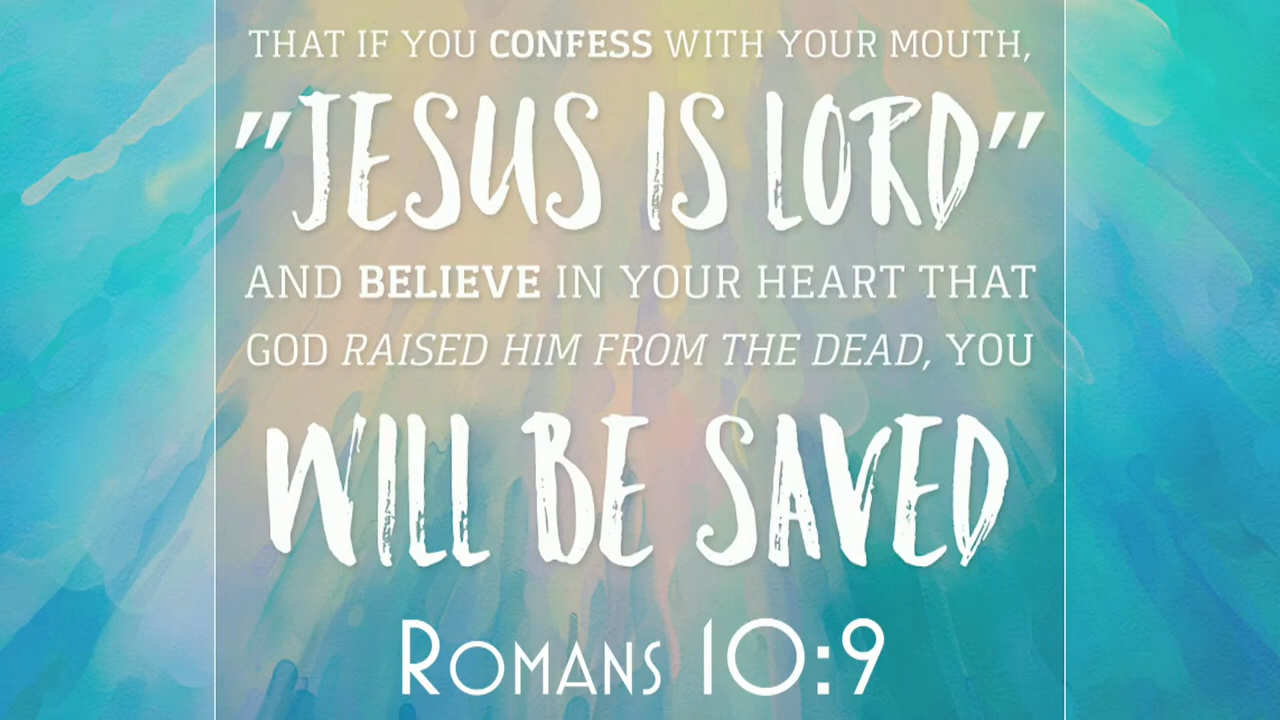 THAT IF YOU CONFESS WITH YOUR MOUTH,
"JESUS IS LORD"
AND BELIEVE IN YOUR HEART THAT
GOD RAISED HIM FROM THE DEAD, YOU
WILL BE SAVED
ROMANS 10:9